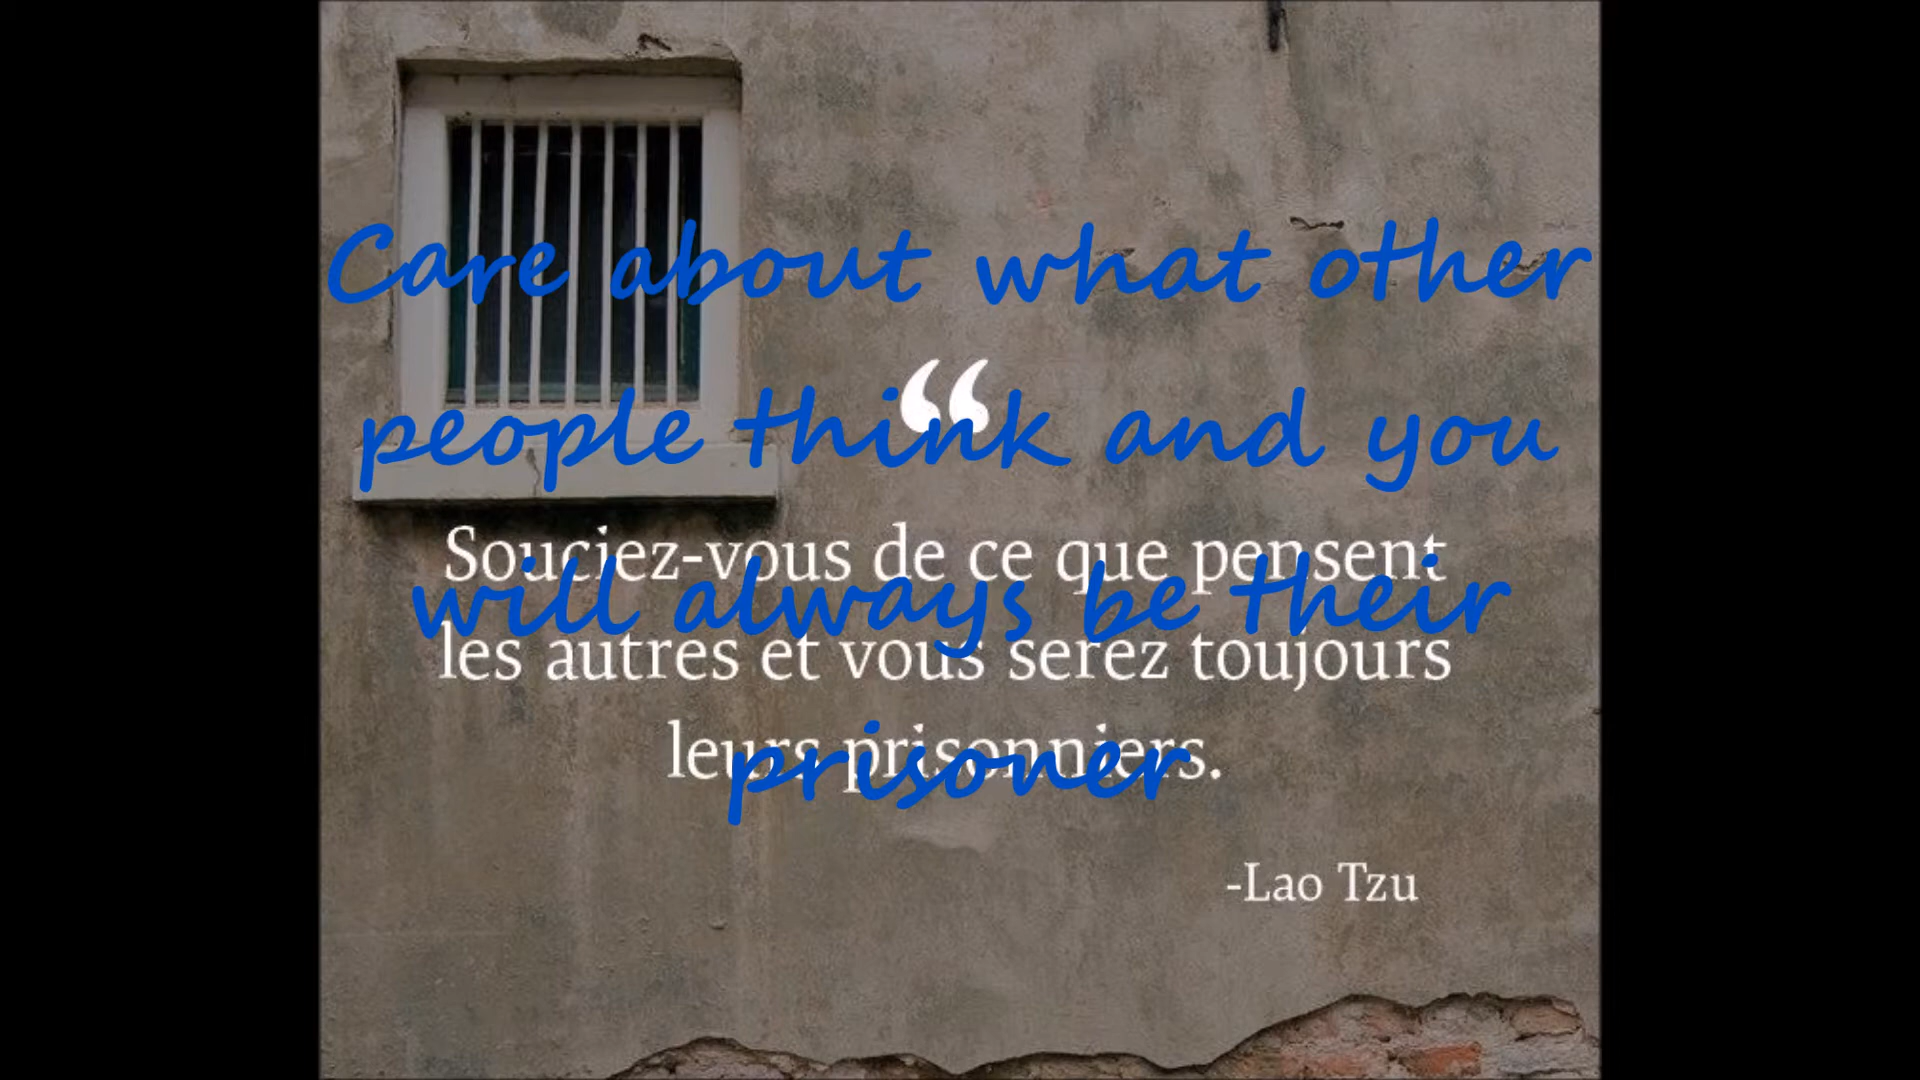 Care about what other
“
people think and you
Souciez-vous de ce que pensent
will always be their
les autres et vous serez toujours
leurs prisonniers.
prisoner
-Lao Tzu